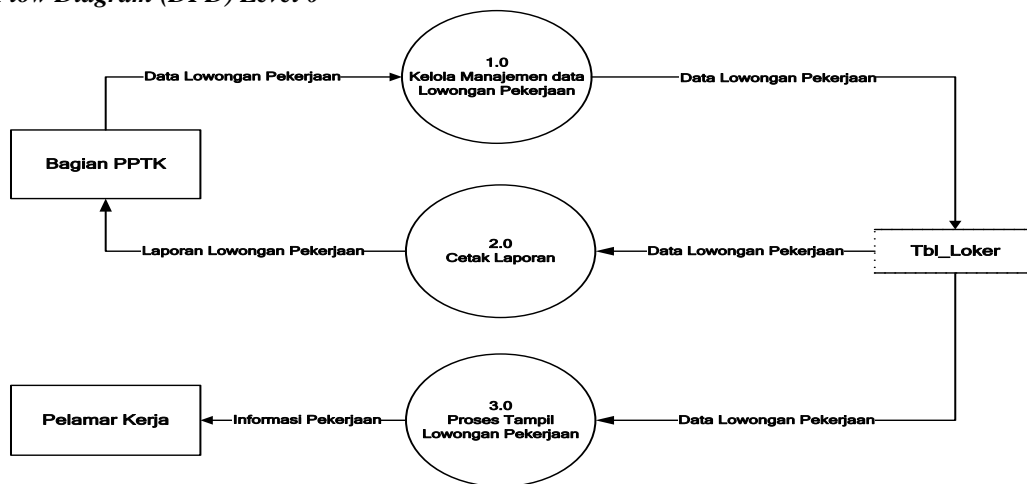 Flow Diagram (DFD) Level 0
1.0
Kelola Manajemen data
Lowongan Pekerjaan
Data Lowongan Pekerjaan
Data Lowongan Pekerjaan
Bagian PPTK
2.0
Cetak Laporan
Laporan Lowongan Pekerjaan
Data Lowongan Pekerjaan
Tbl_Loker
3.0
Proses Tampil
Lowongan Pekerjaan
Pelamar Kerja
Informasi Pekerjaan
Data Lowongan Pekerjaan